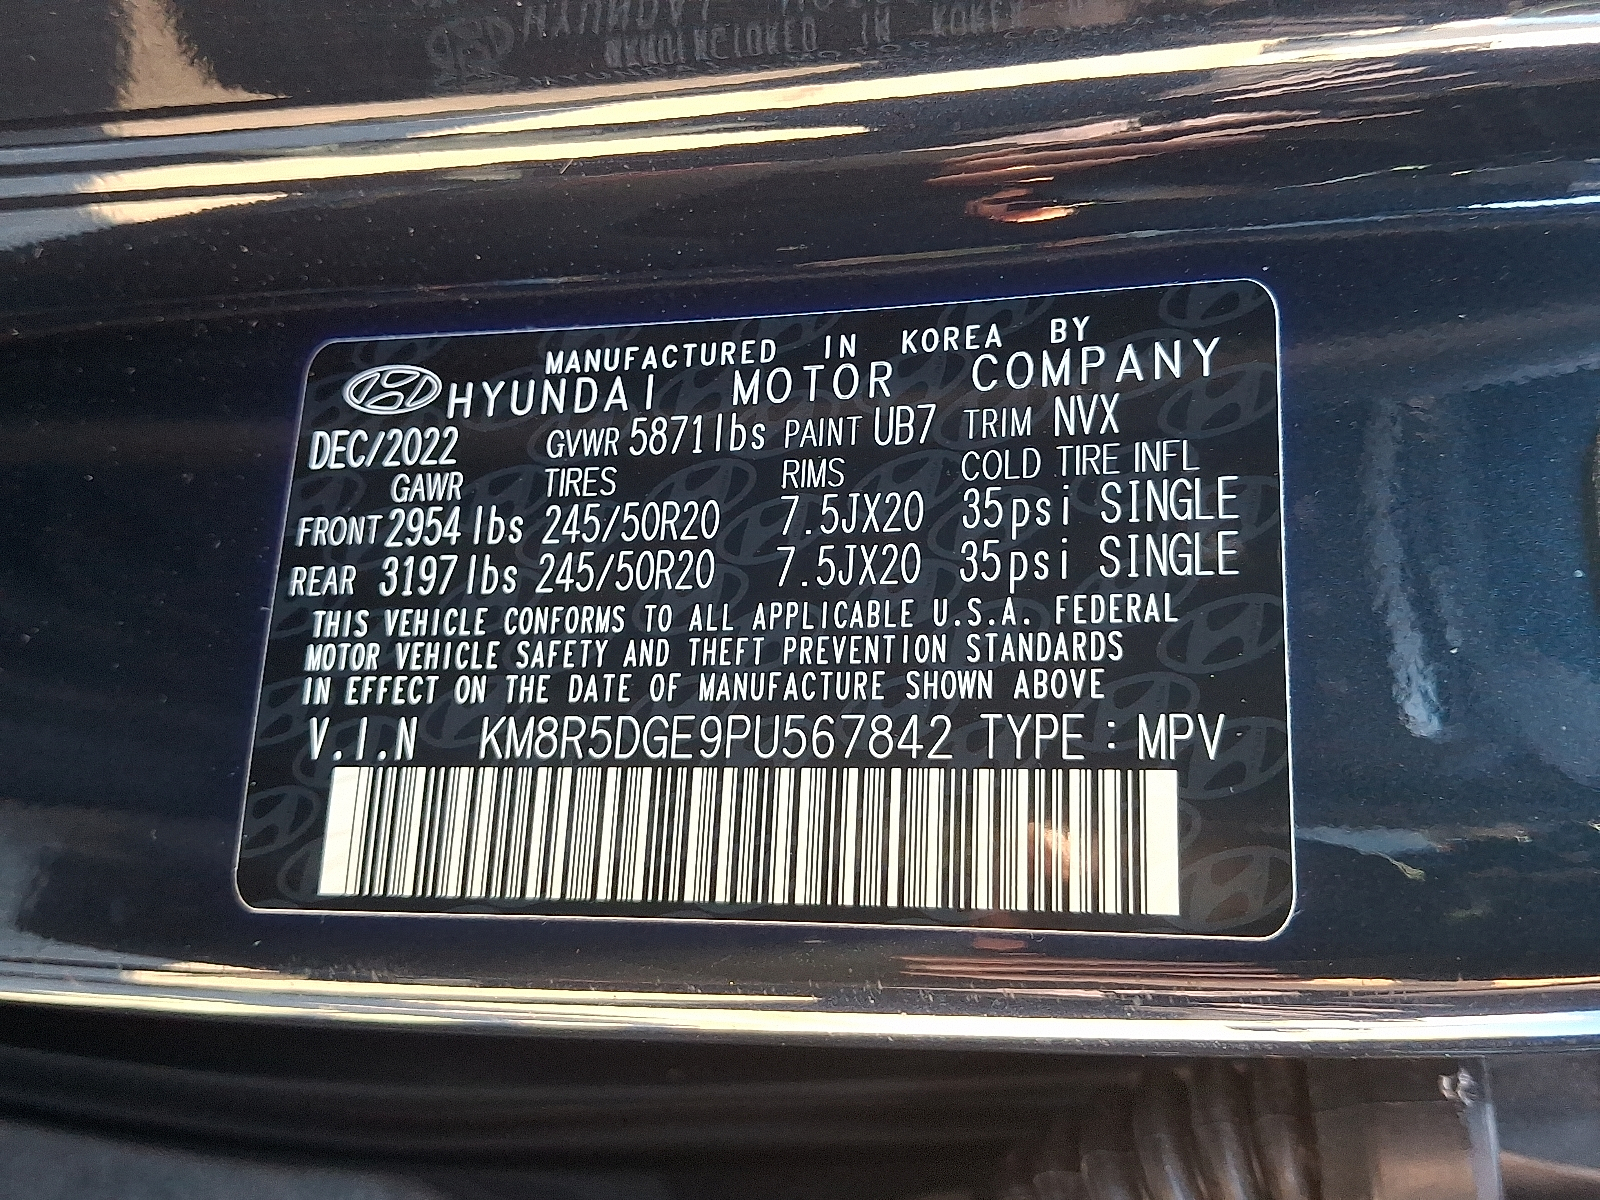 MANUFACTURED IN KOREA BY
HYUNDAI MOTOR COMPANY
DEC/2022 GVWR 5871lbs PAINT UB7 TRIM NVX
GAWR TIRES RIMS COLD TIRE INFL
FRONT 2954lbs 245/50R20 7.5JX20 35psi SINGLE
REAR 3197lbs 245/50R20 7.5JX20 35psi SINGLE
THIS VEHICLE CONFORMS TO ALL APPLICABLE U.S.A. FEDERAL
MOTOR VEHICLE SAFETY AND THEFT PREVENTION STANDARDS
IN EFFECT ON THE DATE OF MANUFACTURE SHOWN ABOVE
V.I.N KM8R5DGE9PU567842 TYPE : MPV